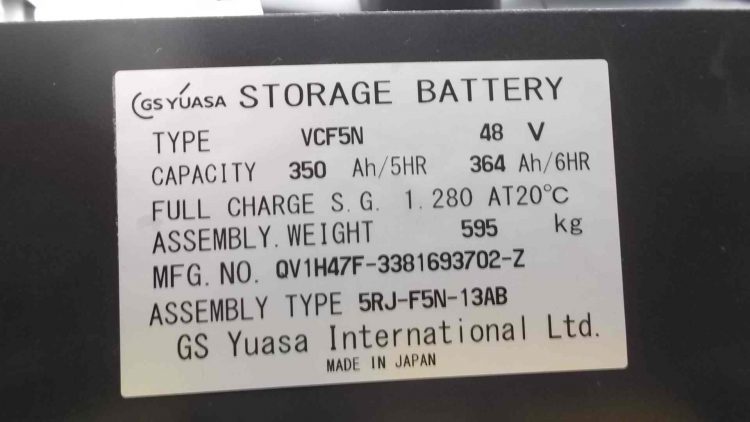 GS YUASA STORAGE BATTERY
TYPE VCF5N 48 V
CAPACITY 350 Ah/5HR 364 Ah/6HR
FULL CHARGE S.G. 1.280 AT20℃
ASSEMBLY.WEIGHT 595 kg
MFG.NO. QV1H47F-3381693702-Z
ASSEMBLY TYPE 5RJ-F5N-13AB
GS Yuasa International Ltd.
MADE IN JAPAN